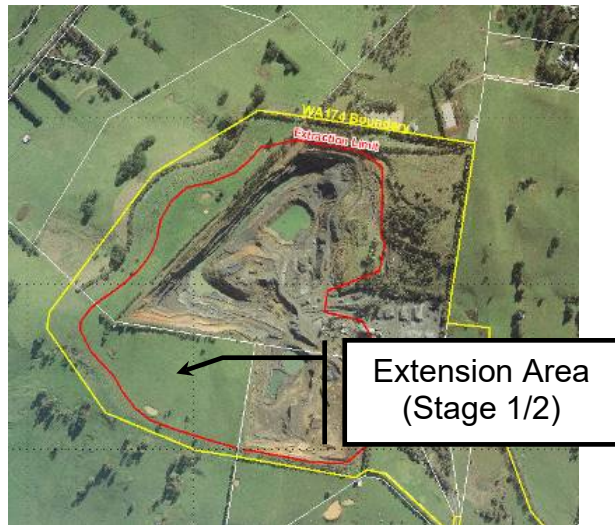 WA174 Boundary
Extraction Limit
Extension Area
(Stage 1/2)